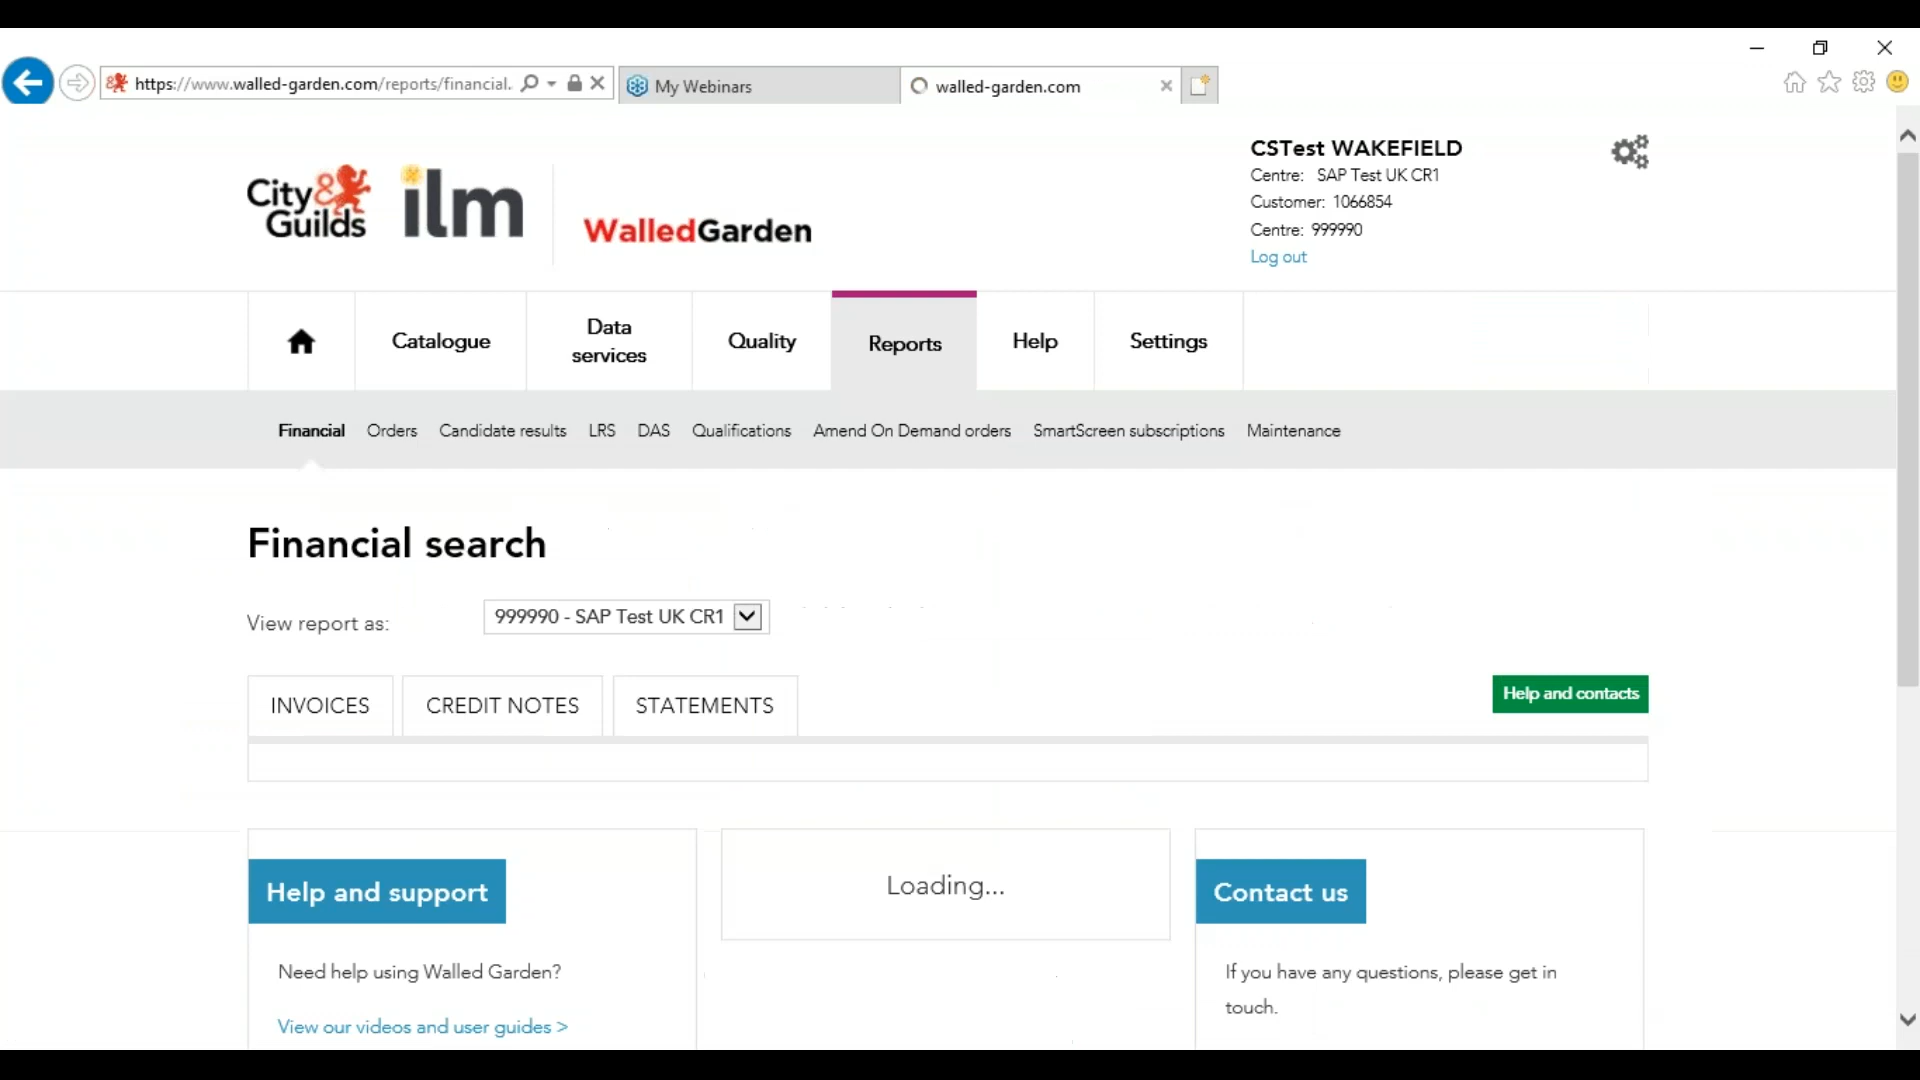 https://www.walled-garden.com/reports/financial.
My Webinars
walled-garden.com
City & Guilds
ilm
WalledGarden
CSTest WAKEFIELD
Centre: SAP Test UK CR1
Customer: 1066854
Centre: 999990
Log out
Catalogue
Data services
Quality
Reports
Help
Settings
Financial
Orders
Candidate results
LRS
DAS
Qualifications
Amend On Demand orders
SmartScreen subscriptions
Maintenance
Financial search
View report as:
999990 - SAP Test UK CR1
INVOICES
CREDIT NOTES
STATEMENTS
Help and contacts
Help and support
Need help using Walled Garden?
View our videos and user guides >
Loading...
Contact us
If you have any questions, please get in
touch.